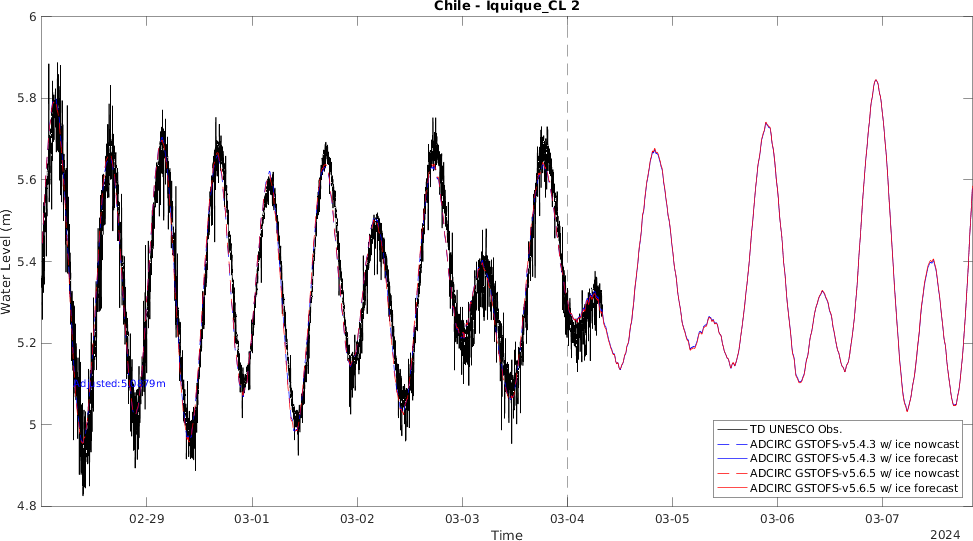 Chile - Iquique_CL 2
Water Level (m)
6
5.8
5.6
5.4
5.2
5
4.8
02-29
03-01
03-02
03-03
03-04
03-05
03-06
03-07
Time
2024
TD UNESCO Obs.
ADCIRC GSTOFS-v5.4.3 w/ ice nowcast
ADCIRC GSTOFS-v5.4.3 w/ ice forecast
ADCIRC GSTOFS-v5.6.5 w/ ice nowcast
ADCIRC GSTOFS-v5.6.5 w/ ice forecast